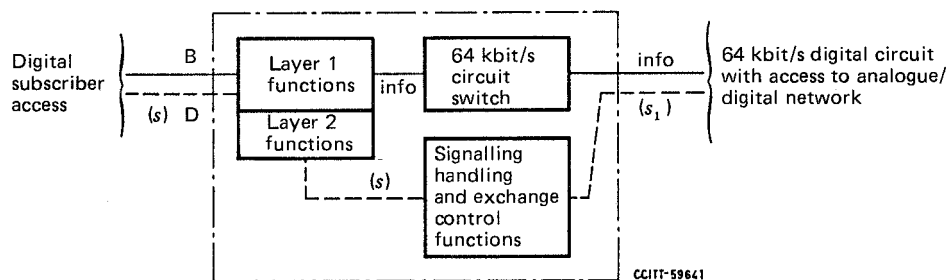 Digital
subscriber
access
B
(s) D
Layer 1
functions
Layer 2
functions
info
64 kbit/s
circuit
switch
(s)
Signalling
handling
and exchange
control
functions
info
(s₁)
64 kbit/s digital circuit
with access to analogue/
digital network
CCITT-59641